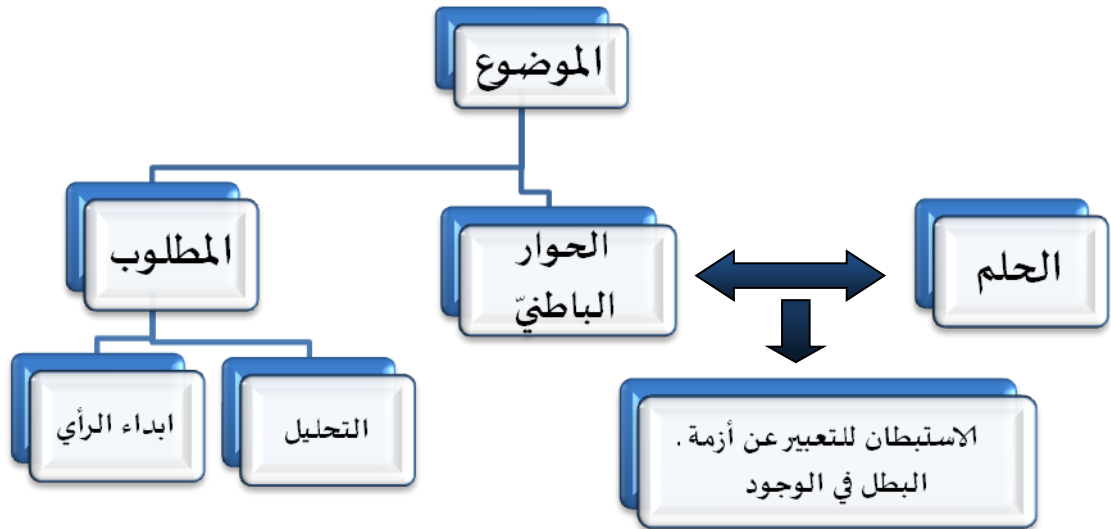 الموضوع
الحلم
الحوار
الباطنيّ
المطلوب
الاستبطان للتعبير عن أزمة .
البطل في الوجود
التحليل
ابداء الرأي